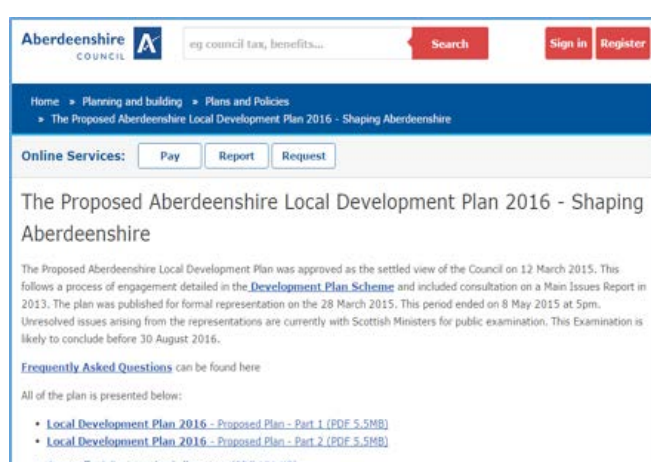 Aberdeenshire
COUNCIL
eg council tax, benefits...
Search
Sign in
Register
Home » Planning and building » Plans and Policies
» The Proposed Aberdeenshire Local Development Plan 2016 - Shaping Aberdeenshire
Online Services:
Pay
Report
Request
The Proposed Aberdeenshire Local Development Plan 2016 - Shaping
Aberdeenshire
The Proposed Aberdeenshire Local Development Plan was approved as the settled view of the Council on 12 March 2015. This
follows a process of engagement detailed in the Development Plan Scheme and included consultation on a Main Issues Report in
2013. The plan was published for formal representation on the 28 March 2015. This period ended on 8 May 2015 at 5pm.
Unresolved issues arising from the representations are currently with Scottish Ministers for public examination. This Examination is
likely to conclude before 30 August 2016.
Frequently Asked Questions can be found here
All of the plan is presented below:
• Local Development Plan 2016 - Proposed Plan - Part 1 (PDF 5.5MB)
• Local Development Plan 2016 - Proposed Plan - Part 2 (PDF 5.5MB)